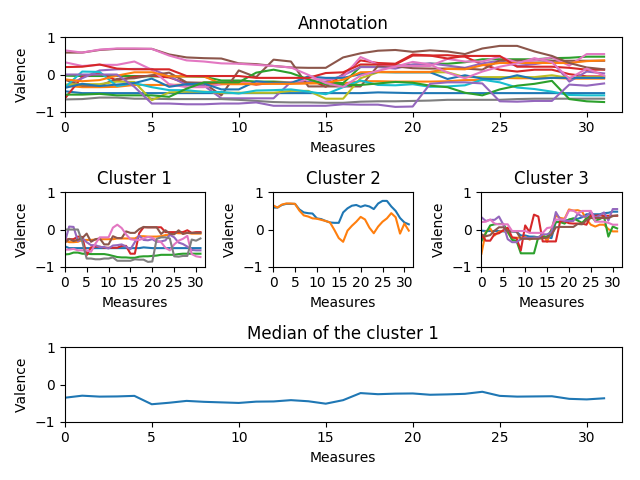 Annotation
1
0
−1
Valence
0 5 10 15 20 25 30
Measures
Cluster 1 Cluster 2 Cluster 3
1 1 1
0 0 0
−1 −1 −1
Valence Valence Valence
0 5 10 15 20 25 30 0 5 10 15 20 25 30 0 5 10 15 20 25 30
Measures Measures Measures
Median of the cluster 1
1
0
−1
Valence
0 5 10 15 20 25 30
Measures